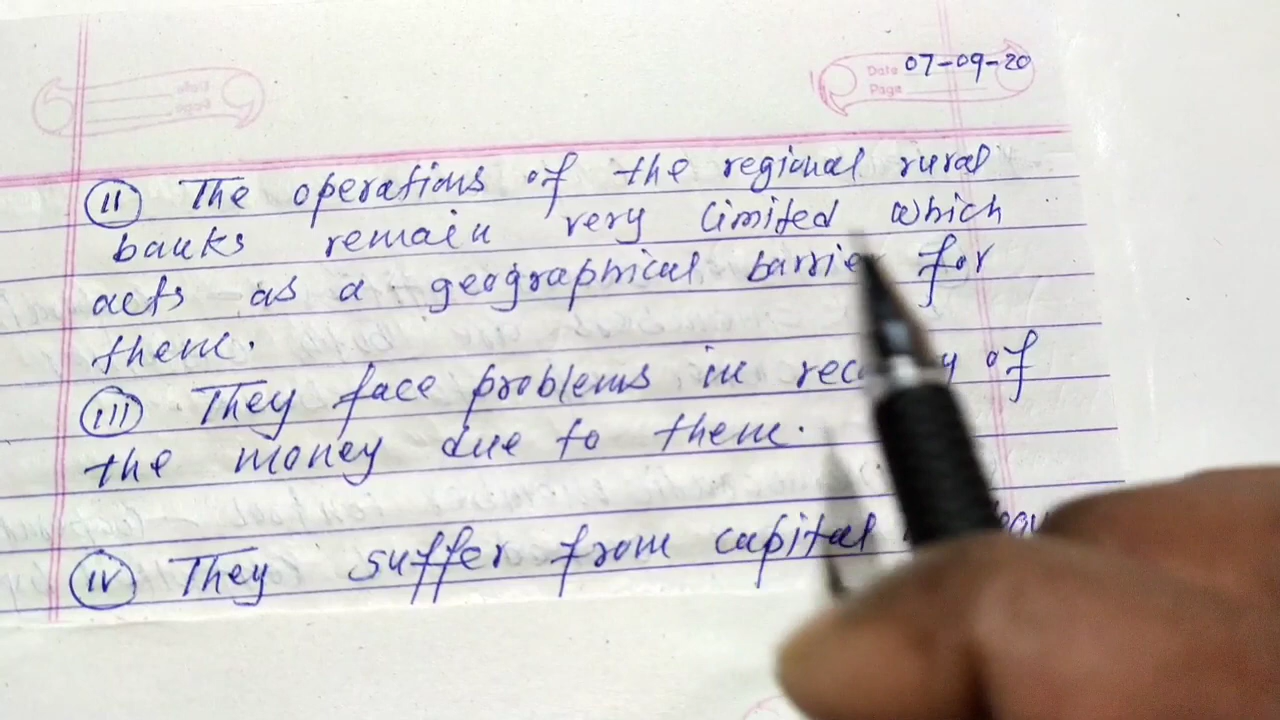 Date 07-09-20
Page
(II) The operations of the regional rural
banks remain very limited which
acts as a geographical barrier for
them.
(III) They face problems in of
the money due to them.
(IV) They suffer from capital